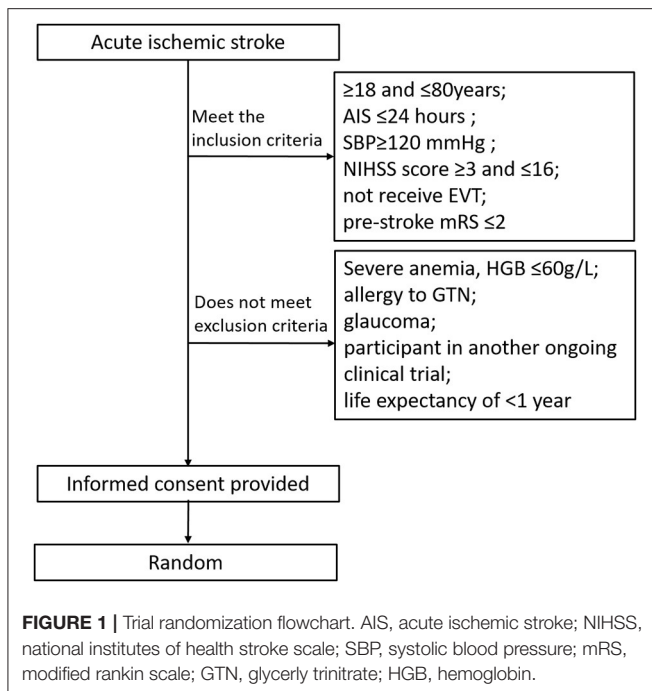 Acute ischemic stroke
Meet the
inclusion criteria
≥18 and ≤80years;
AIS ≤24 hours ;
SBP≥120 mmHg ;
NIHSS score ≥3 and ≤16;
not receive EVT;
pre-stroke mRS ≤2
Does not meet
exclusion criteria
Severe anemia, HGB ≤60g/L;
allergy to GTN;
glaucoma;
participant in another ongoing
clinical trial;
life expectancy of <1 year
Informed consent provided
Random
FIGURE 1 | Trial randomization flowchart. AIS, acute ischemic stroke; NIHSS,
national institutes of health stroke scale; SBP, systolic blood pressure; mRS,
modified rankin scale; GTN, glycerly trinitrate; HGB, hemoglobin.